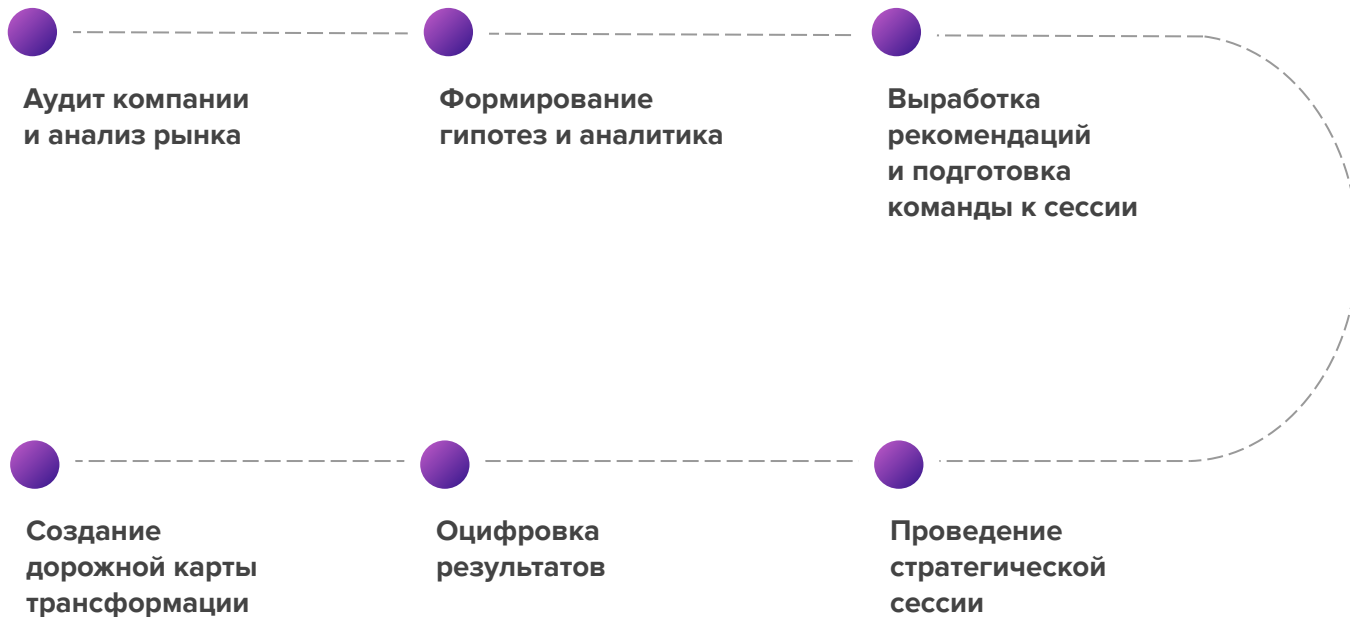 Аудит компании
и анализ рынка
Формирование
гипотез и аналитика
Выработка
рекомендаций
и подготовка
команды к сессии
Создание
дорожной карты
трансформации
Оцифровка
результатов
Проведение
стратегической
сессии